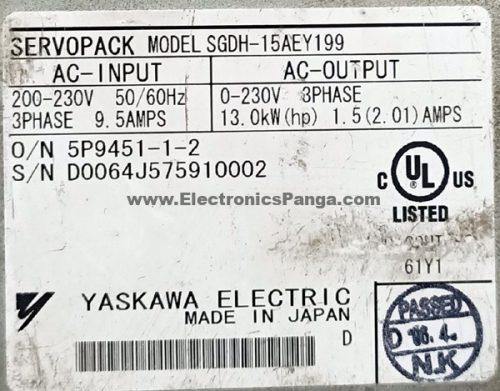 SERVOPACK MODEL SGDH-15AEY199
AC-INPUT
AC-OUTPUT
200-230V 50/60Hz
0-230V 3PHASE
3PHASE 9.5AMPS
13.0kW(hp) 1.5(2.01)AMPS
O/N 5P9451-1-2
S/N D0064J575910002
C UL US
LISTED
www.ElectronicsPanga.com
61Y1
YASKAWA ELECTRIC
MADE IN JAPAN
D
PASSED
N.K